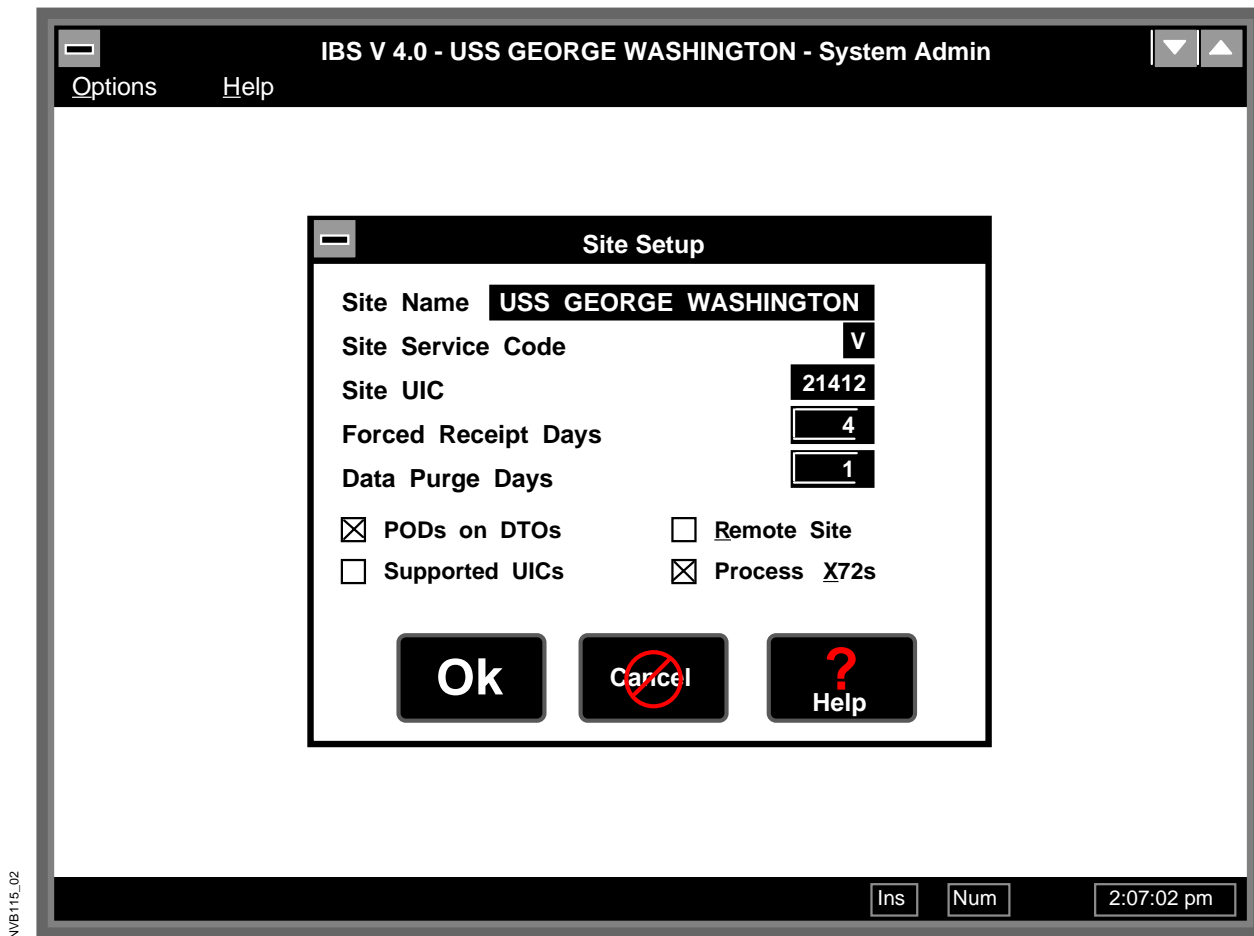 IBS V 4.0 - USS GEORGE WASHINGTON - System Admin
Options Help
Site Setup
Site Name USS GEORGE WASHINGTON
Site Service Code V
Site UIC 21412
Forced Receipt Days 4
Data Purge Days 1
PODs on DTOs Remote Site
Supported UICs Process X72s
Ok Cancel ? Help
Ins Num 2:07:02 pm
NVB115_02